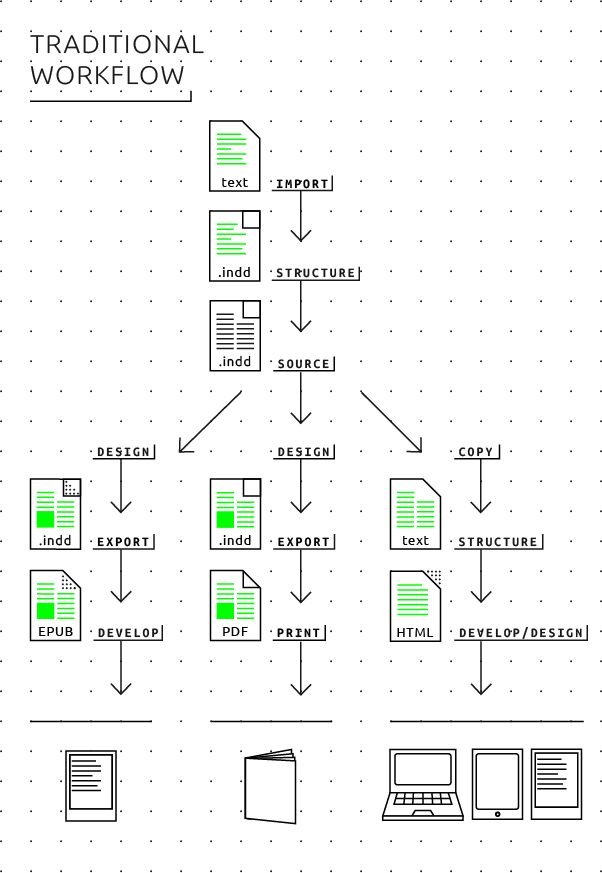 TRADITIONAL
WORKFLOW
text
IMPORT
.indd
STRUCTURE
.indd
SOURCE
DESIGN
DESIGN
COPY
.indd
EXPORT
.indd
EXPORT
text
STRUCTURE
EPUB
DEVELOP
PDF
PRINT
HTML
DEVELOP/DESIGN